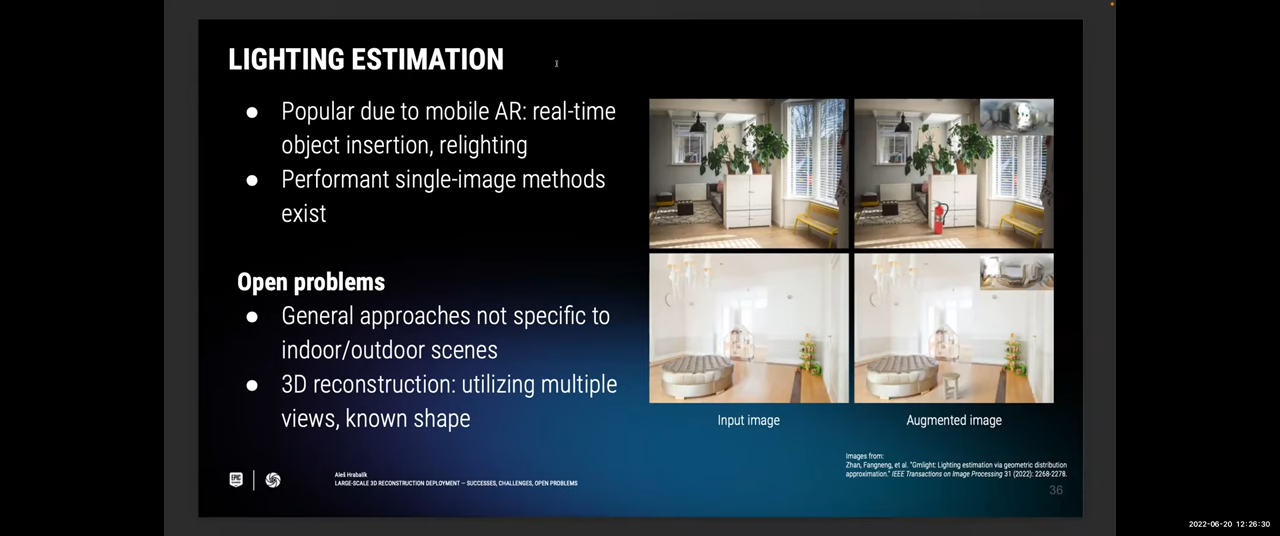 LIGHTING ESTIMATION
● Popular due to mobile AR: real-time
object insertion, relighting
● Performant single-image methods
exist
Open problems
● General approaches not specific to
indoor/outdoor scenes
● 3D reconstruction: utilizing multiple
views, known shape
Input image
Augmented image
Images from:
Zhan, Fangneng, et al. "Gmlight: Lighting estimation via geometric distribution
approximation." IEEE Transactions on Image Processing 31 (2022): 2268-2278.
EPIC
Aleš Hrabalík
LARGE-SCALE 3D RECONSTRUCTION DEPLOYMENT – SUCCESSES, CHALLENGES, OPEN PROBLEMS
36
2022-06-20 12:26:30